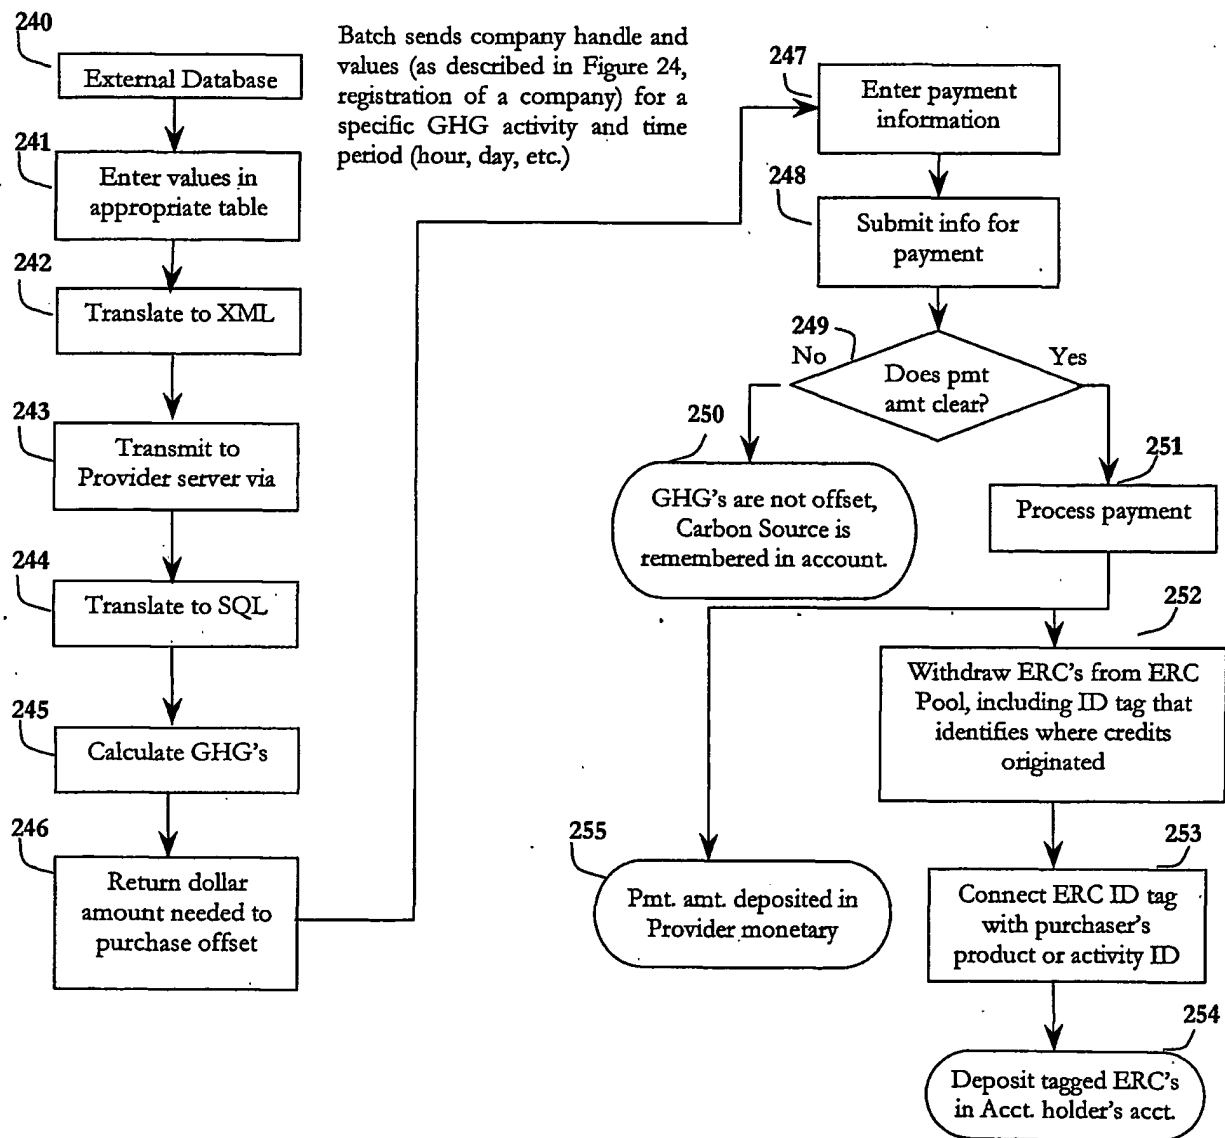 240
External Database
Batch sends company handle and
values (as described in Figure 24,
registration of a company) for a
specific GHG activity and time
period (hour, day, etc.)
241
Enter values in
appropriate table
242
Translate to XML
243
Transmit to
Provider server via
244
Translate to SQL
245
Calculate GHG's
246
Return dollar
amount needed to
purchase offset
247
Enter payment
information
248
Submit info for
payment
249
No
Yes
Does pmt
amt clear?
250
GHG's are not offset,
Carbon Source is
remembered in account.
251
Process payment
252
Withdraw ERC's from ERC
Pool, including ID tag that
identifies where credits
originated
253
Connect ERC ID tag
with purchaser's
product or activity ID
254
Deposit tagged ERC's
in Acct. holder's acct.
255
Pmt. amt. deposited in
Provider monetary